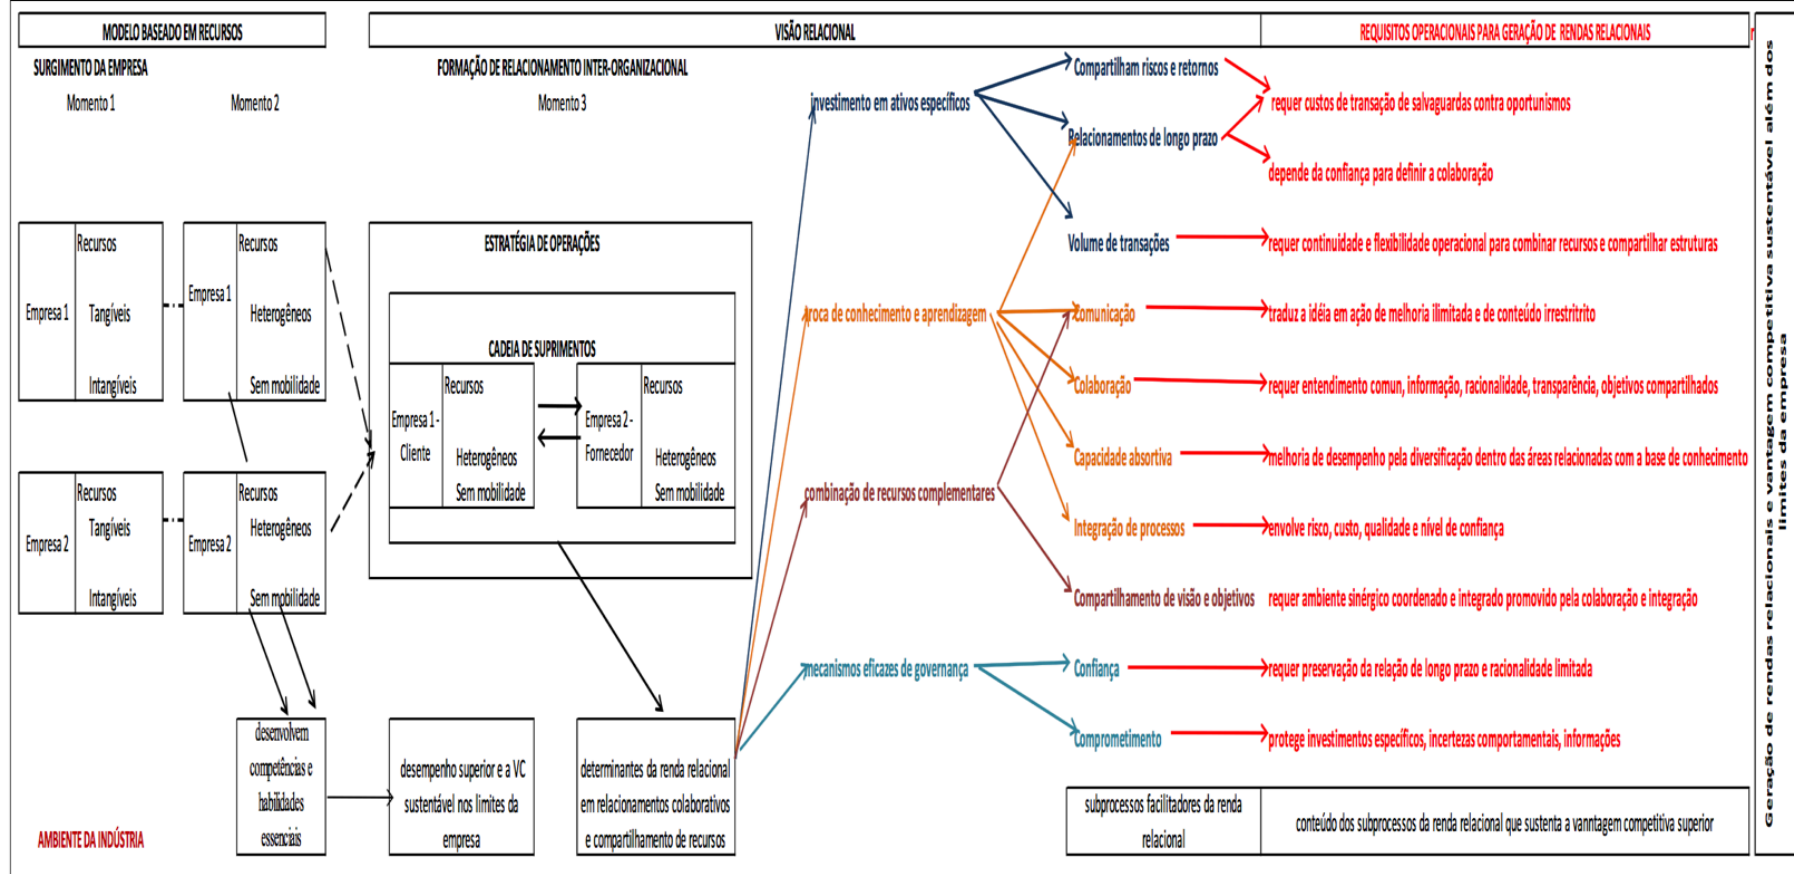 MODELO BASEADO EM RECURSOS
VISÃO RELACIONAL
REQUISITOS OPERACIONAIS PARA GERAÇÃO DE RENDAS RELACIONAIS
SURGIMENTO DA EMPRESA
FORMAÇÃO DE RELACIONAMENTO INTER-ORGANIZACIONAL
Momento 1
Momento 2
Momento 3
Empresa 1
Recursos
Tangíveis
Intangíveis
Empresa 1
Recursos
Heterogêneos
Sem mobilidade
Empresa 2
Recursos
Tangíveis
Intangíveis
Empresa 2
Recursos
Heterogêneos
Sem mobilidade
desenvolvem
competências e
habilidades
essenciais
AMBIENTE DA INDÚSTRIA
ESTRATÉGIA DE OPERAÇÕES
CADEIA DE SUPRIMENTOS
Empresa 1 -
Cliente
Recursos
Heterogêneos
Sem mobilidade
Empresa 2 -
Fornecedor
Recursos
Heterogêneos
Sem mobilidade
desempenho superior e a VC
sustentável nos limites da
empresa
determinantes da renda relacional
em relacionamentos colaborativos
e compartilhamento de recursos
investimento em ativos específicos
troca de conhecimento e aprendizagem
combinação de recursos complementares
mecanismos eficazes de governança
Compartilham riscos e retornos
Relacionamentos de longo prazo
Volume de transações
Comunicação
Colaboração
Capacidade absortiva
Integração de processos
Compartilhamento de visão e objetivos
Confiança
Comprometimento
subprocessos facilitadores da renda
relacional
requer custos de transação de salvaguardas contra oportunismos
depende da confiança para definir a colaboração
requer continuidade e flexibilidade operacional para combinar recursos e compartilhar estruturas
traduz a idéia em ação de melhoria ilimitada e de conteúdo irrestritrito
requer entendimento comun, informação, racionalidade, transparência, objetivos compartilhados
melhoria de desempenho pela diversificação dentro das áreas relacionadas com a base de conhecimento
envolve risco, custo, qualidade e nível de confiança
requer ambiente sinérgico coordenado e integrado promovido pela colaboração e integração
requer preservação da relação de longo prazo e racionalidade limitada
protege investimentos específicos, incertezas comportamentais, informações
conteúdo dos subprocessos da renda relacional que sustenta a vanntagem competitiva superior
Geração de rendas relacionais e vantagem competitiva sustentável além dos
limites da empresa